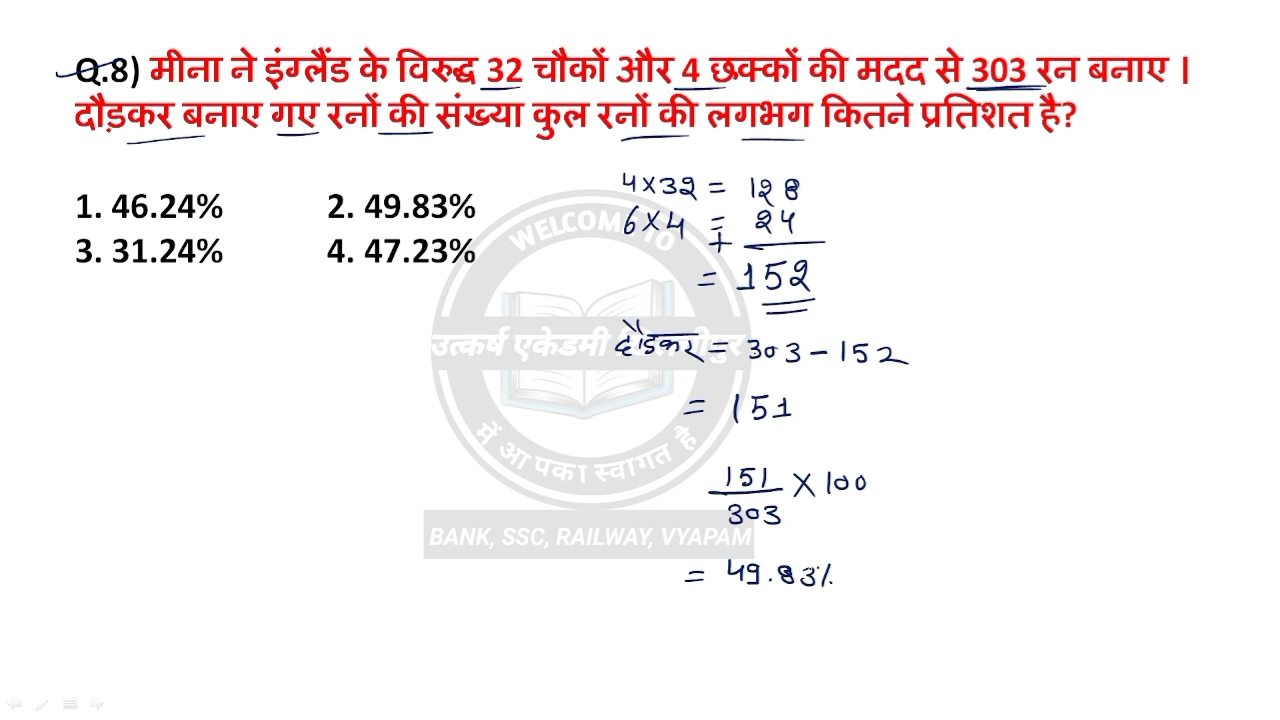 Q.8) मीना ने इंग्लैंड के विरुद्ध 32 चौकों और 4 छक्कों की मदद से 303 रन बनाए ।
दौड़कर बनाए गए रनों की संख्या कुल रनों की लगभग कितने प्रतिशत है?
1. 46.24% 2. 49.83%
3. 31.24% 4. 47.23%
4×32 = 128
6×4 = 24
+
= 152
दौडकर = 303 - 152
= 151
151
303
× 100
= 49.83%
WELCOME TO
उत्कर्ष एकेडमी
में आपका स्वागत है
BANK, SSC, RAILWAY, VYAPAM